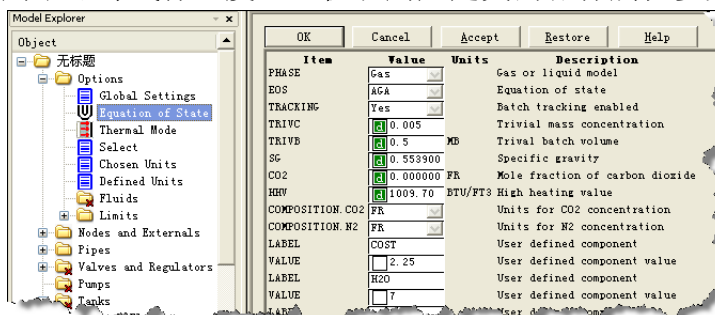 Model Explorer
Object
无标题
Options
Global Settings
Equation of State
Thermal Mode
Select
Chosen Units
Defined Units
Fluids
Limits
Nodes and Externals
Pipes
Valves and Regulators
Pumps
Tanks
OK Cancel Accept Restore Help
Item Value Units Description
PHASE Gas Gas or liquid model
EOS AGA Equation of state
TRACKING Yes Batch tracking enabled
TRIVC d 0.005 Trivial mass concentration
TRIVB d 0.5 MB Trival batch volume
SG d 0.553900 Specific gravity
CO2 d 0.000000 FR Mole fraction of carbon dioxide
HHV d 1009.70 BTU/FT3 High heating value
COMPOSITION.CO2 FR Units for CO2 concentration
COMPOSITION.N2 FR Units for N2 concentration
LABEL COST User defined component
VALUE 2.25 User defined component value
LABEL H2O User defined component
VALUE 7 User defined component value